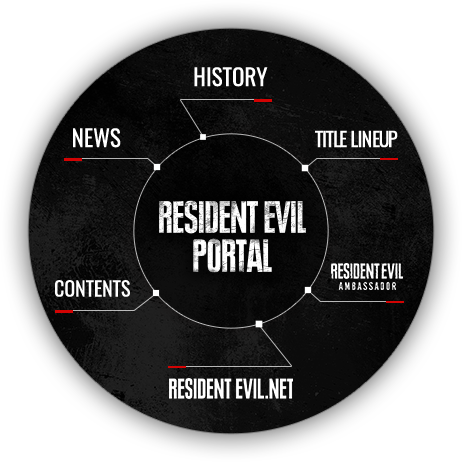 HISTORY
NEWS
TITLE LINEUP
RESIDENT EVIL
PORTAL
CONTENTS
RESIDENT EVIL
AMBASSADOR
RESIDENT EVIL.NET